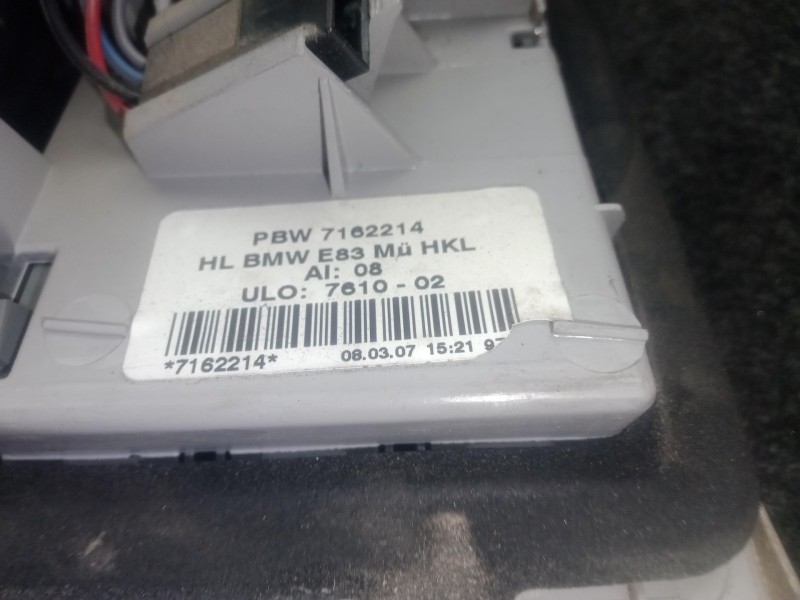 PBW 7162214
HL BMW E83 Mü HKL
AI: 08
ULO: 7610 - 02
*7162214* 08.03.07 15:21